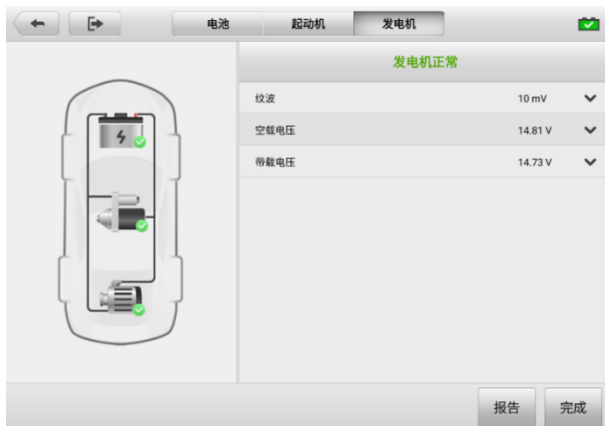 电池 起动机 发电机
发电机正常
纹波 10 mV
空载电压 14.81 V
带载电压 14.73 V
报告 完成